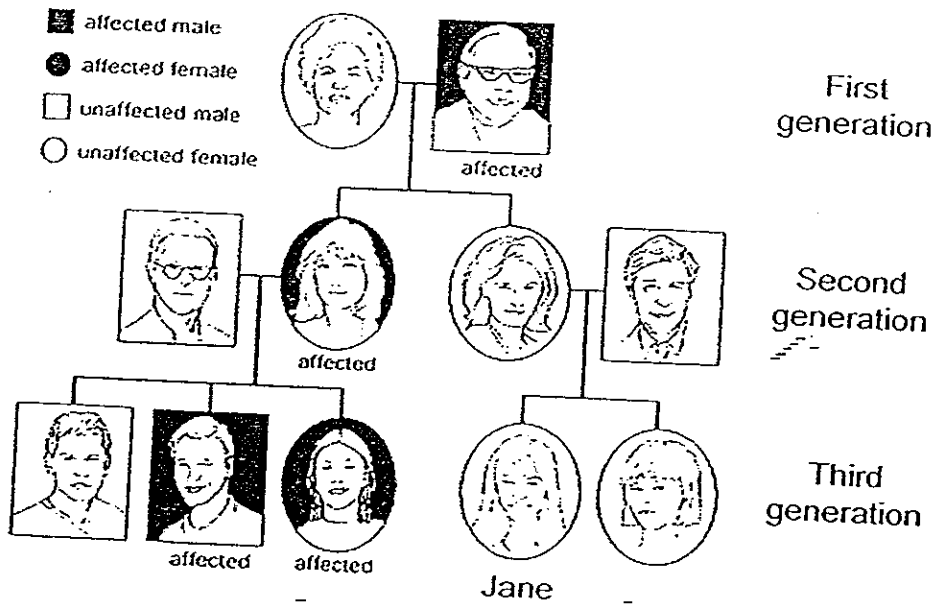 affected male
affected female
unaffected male
unaffected female
First
generation
affected
Second
generation
affected
Third
generation
affected
affected
Jane